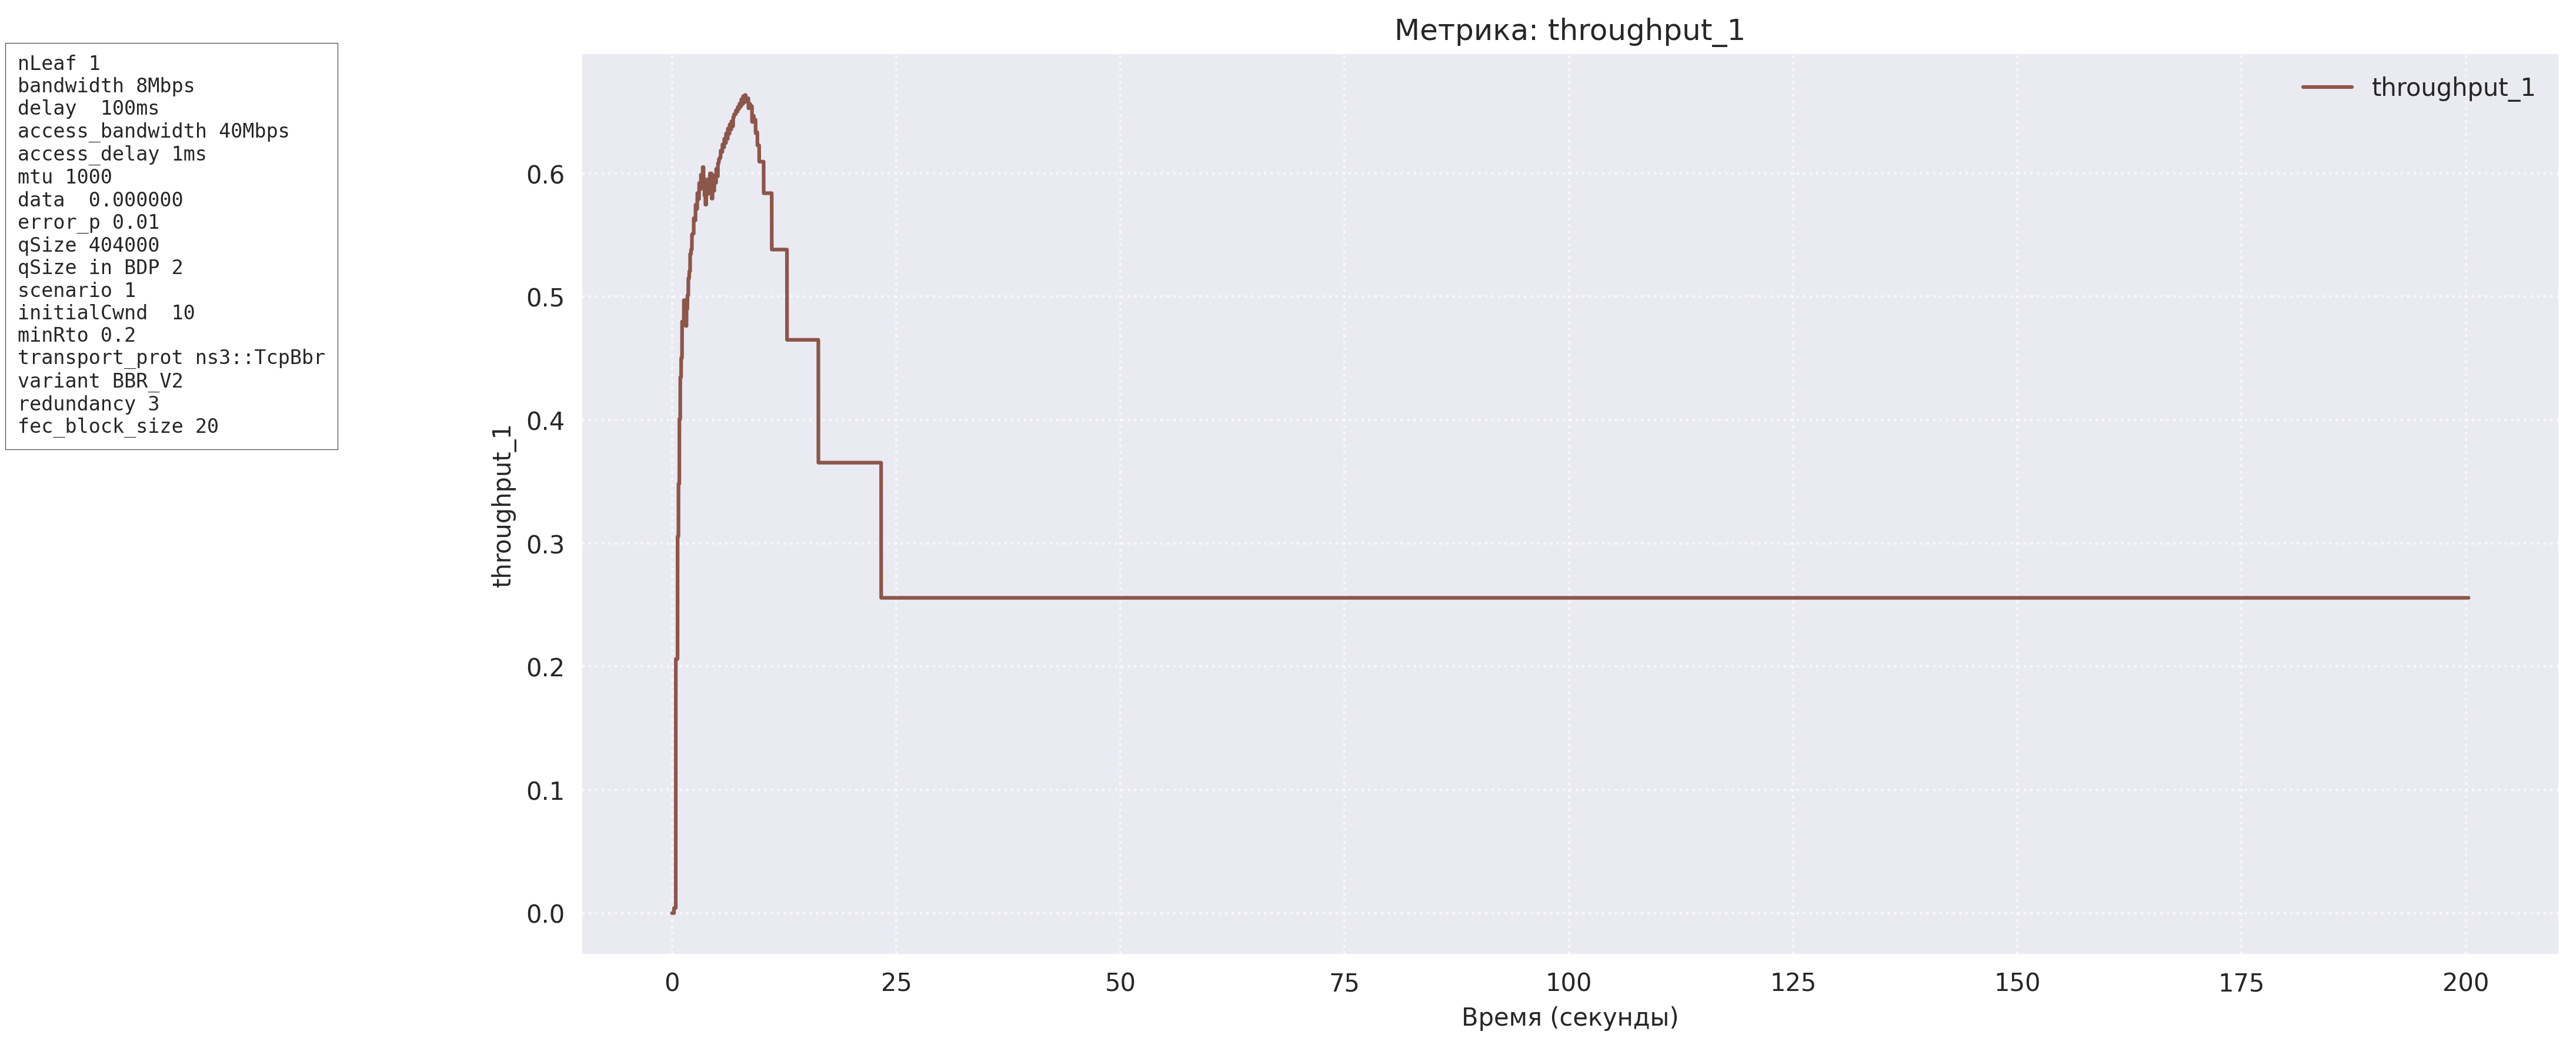 Метрика: throughput_1
nLeaf 1
bandwidth 8Mbps
delay  100ms
access_bandwidth 40Mbps
access_delay 1ms
mtu 1000
data  0.000000
error_p 0.01
qSize 404000
qSize in BDP 2
scenario 1
initialCwnd  10
minRto 0.2
transport_prot ns3::TcpBbr
variant BBR_V2
redundancy 3
fec_block_size 20
throughput_1
throughput_1
0.6
0.5
0.4
0.3
0.2
0.1
0.0
0 25 50 75 100 125 150 175 200
Время (секунды)